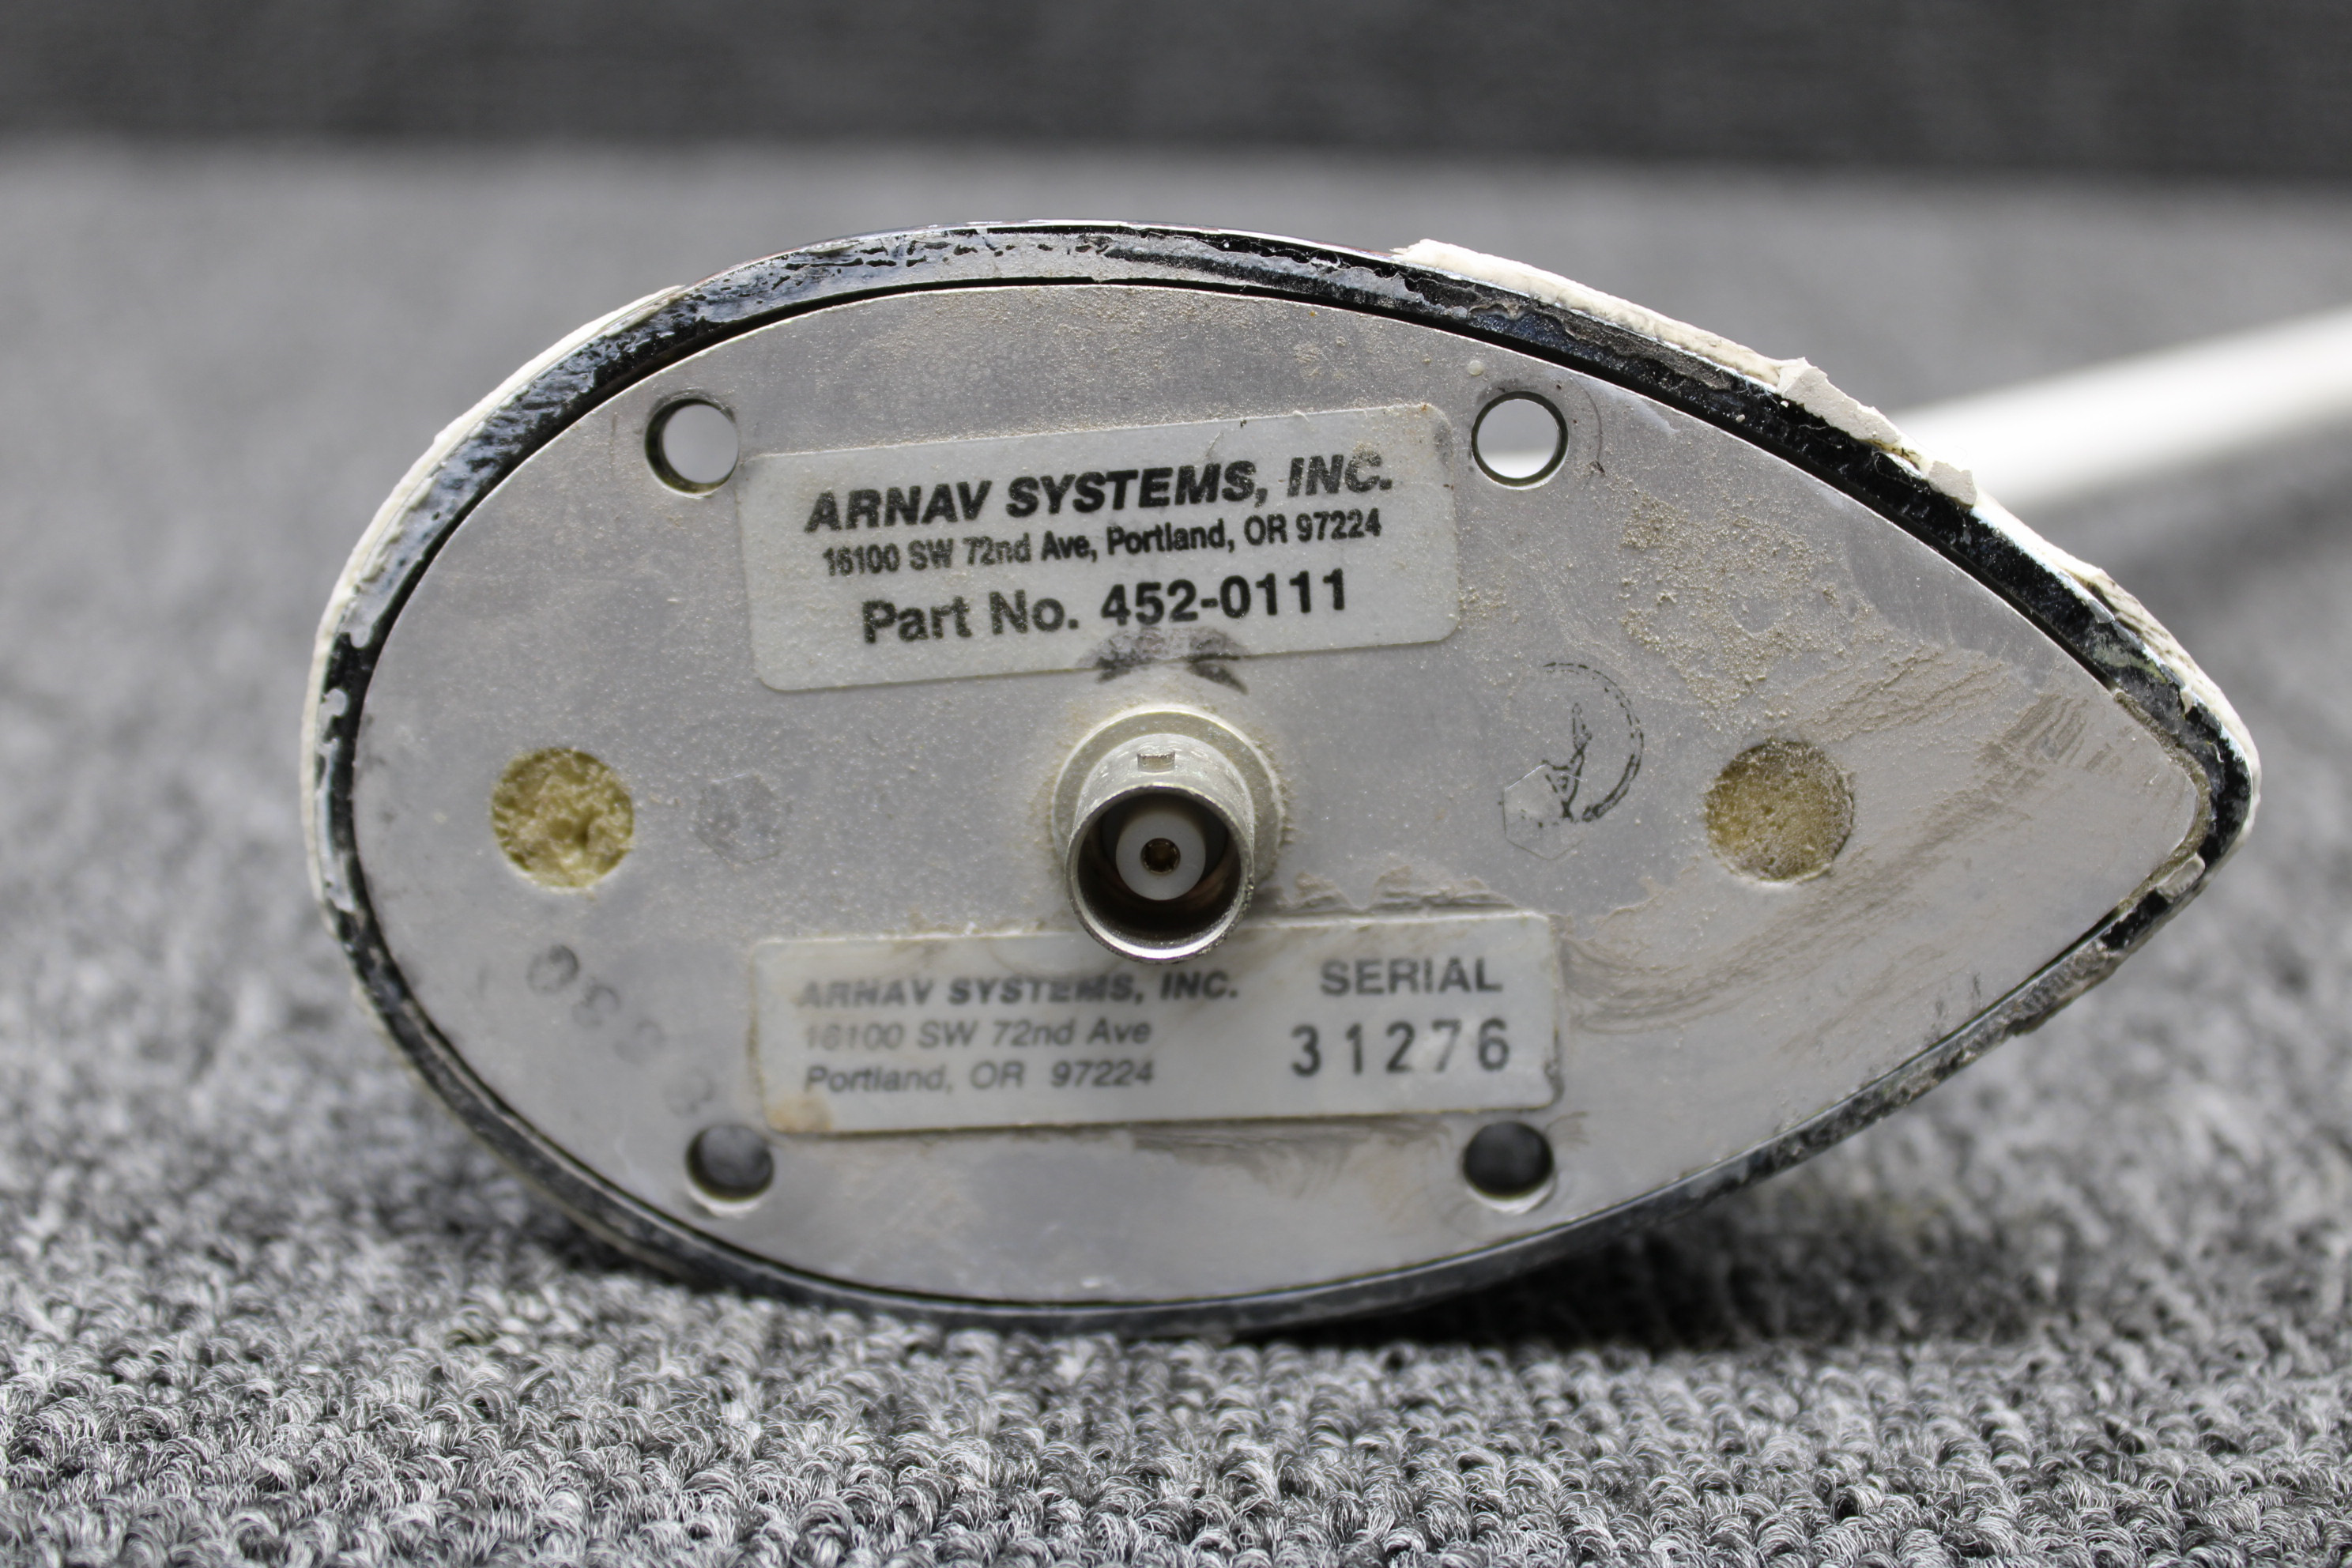 ARNAV SYSTEMS, INC.
16100 SW 72nd Ave, Portland, OR 97224
Part No. 452-0111
ARNAV SYSTEMS, INC. SERIAL
16100 SW 72nd Ave 31276
Portland, OR 97224